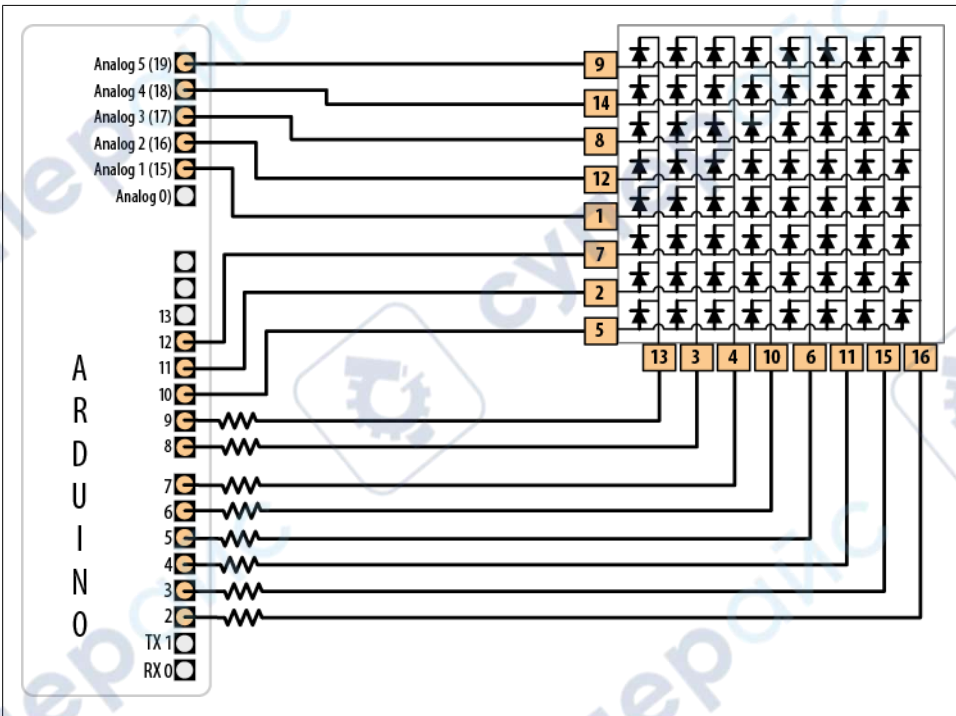 Analog 5 (19)
Analog 4 (18)
Analog 3 (17)
Analog 2 (16)
Analog 1 (15)
Analog 0)
13
12
11
10
9
8
7
6
5
4
3
2
TX 1
RX 0
ARDUINO
9
14
8
12
1
7
2
5
13 3 4 10 6 11 15 16
суперайс